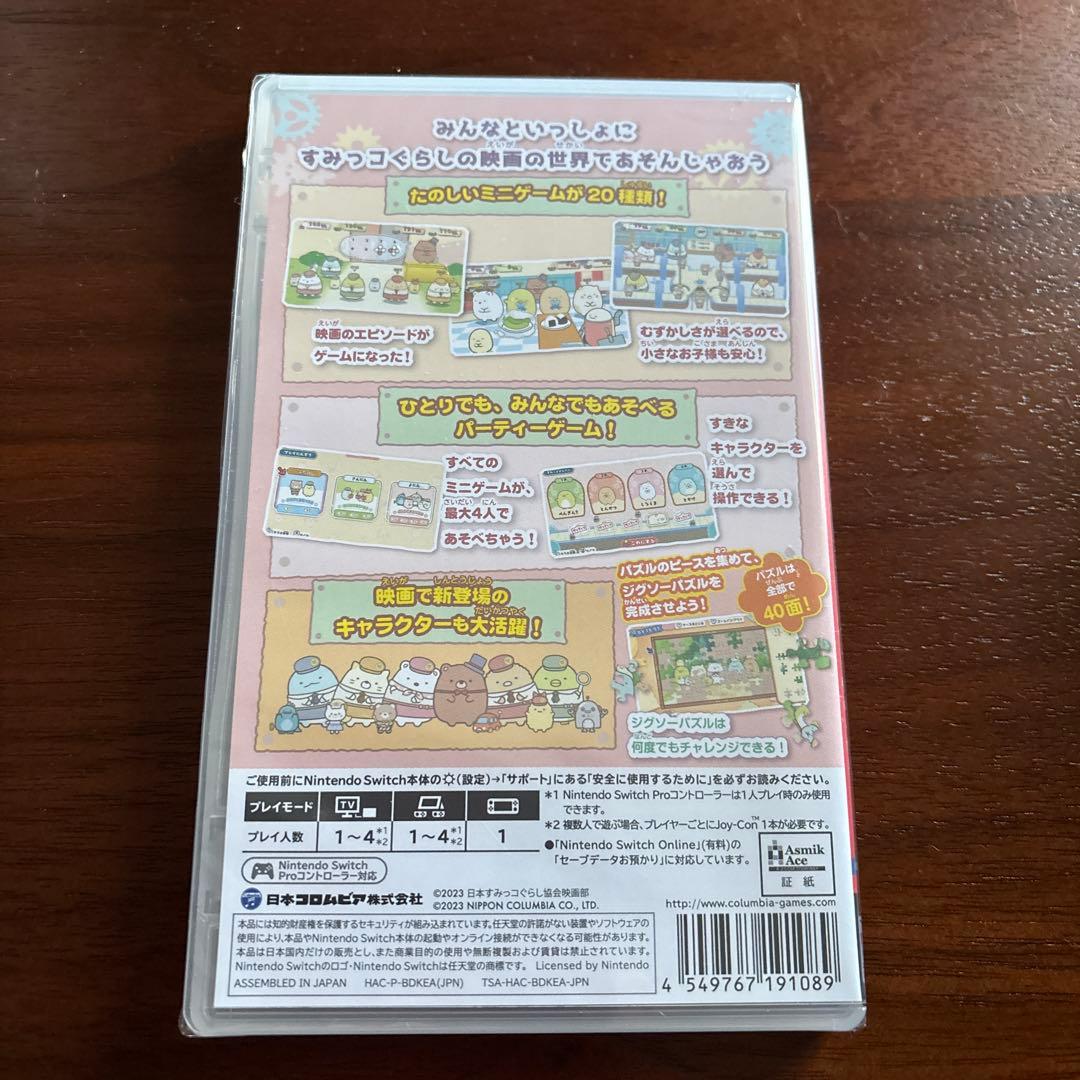 みんなといっしょに
すみっコぐらしの映画の世界であそんじゃおう
たのしいミニゲームが20種類！
映画のエピソードが
ゲームになった！
むずかしさが選べるので、
小さなお子様も安心！
ひとりでも、みんなでもあそべる
パーティーゲーム！
すべての
ミニゲームが、
最大4人で
あそべちゃう！
すきな
キャラクターを
選んで
操作できる！
ぺんぎん？
とんかつ
しろくま
とかげ
映画で新登場の
キャラクターも大活躍！
パズルのピースを集めて、
ジグソーパズルを
完成させよう！
パズルは
全部で
40面！
ジグソーパズルは
何度でもチャレンジできる！
ご使用前にNintendo Switch本体の(設定)→「サポート」にある「安全に使用するために」を必ずお読みください。
プレイモード TV
プレイ人数 1～4*1*2 1～4*1*2 1
*1 Nintendo Switch Proコントローラーは1人プレイ時のみ使用
できます。
*2 複数人で遊ぶ場合、プレイヤーごとにJoy-Con™1本が必要です。
●「Nintendo Switch Online」(有料)の
「セーブデータお預かり」に対応しています。
Nintendo Switch
Proコントローラー対応
Asmik
Ace
証紙
日本コロムビア株式会社
©2023 日本すみっコぐらし協会映画部
©2023 NIPPON COLUMBIA CO., LTD.
http://www.columbia-games.com
本品には知的財産権を保護するセキュリティが組み込まれています。任天堂の許諾がない装置やソフトウェアの
使用により、本品やNintendo Switch本体の起動やオンライン接続ができなくなる可能性があります。
本品は日本国内だけの販売とし、また商業目的の使用や無断複製および賃貸は禁止されています。
Nintendo Switchのロゴ・Nintendo Switchは任天堂の商標です。 Licensed by Nintendo
ASSEMBLED IN JAPAN HAC-P-BDKEA(JPN) TSA-HAC-BDKEA-JPN
4 549767 191089